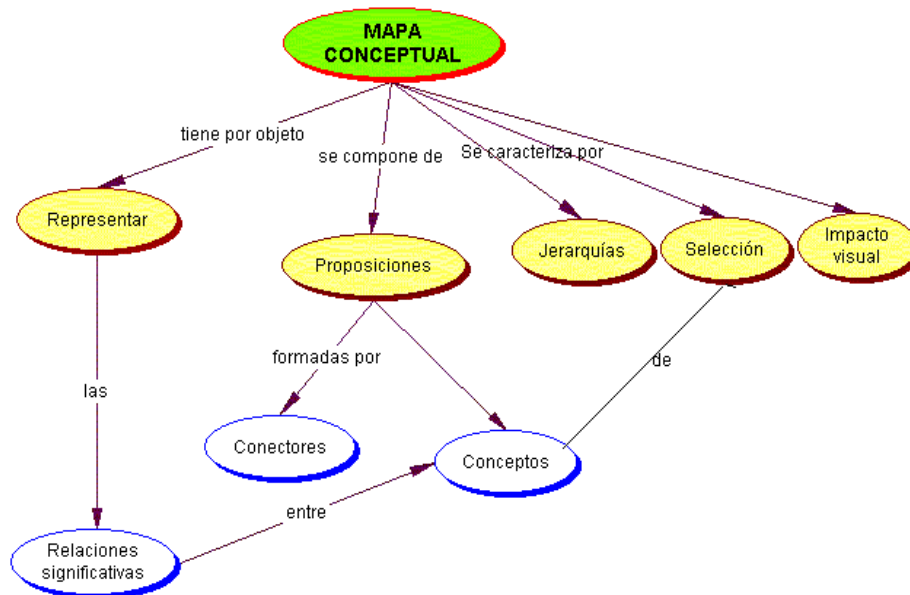 MAPA
CONCEPTUAL
tiene por objeto
se compone de
Se caracteriza por
Representar
Proposiciones
Jerarquías
Selección
Impacto
visual
formadas por
de
las
Conectores
Conceptos
entre
Relaciones
significativas